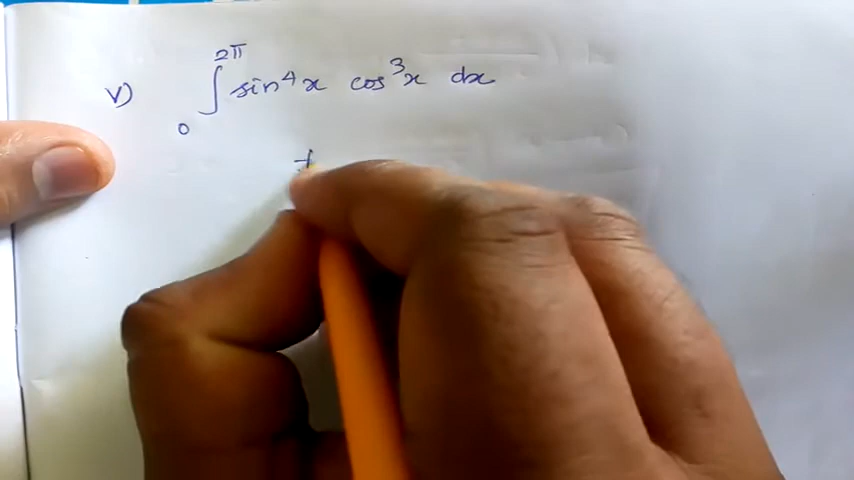 v) ∫₀^2π sin⁴x cos³x dx
f